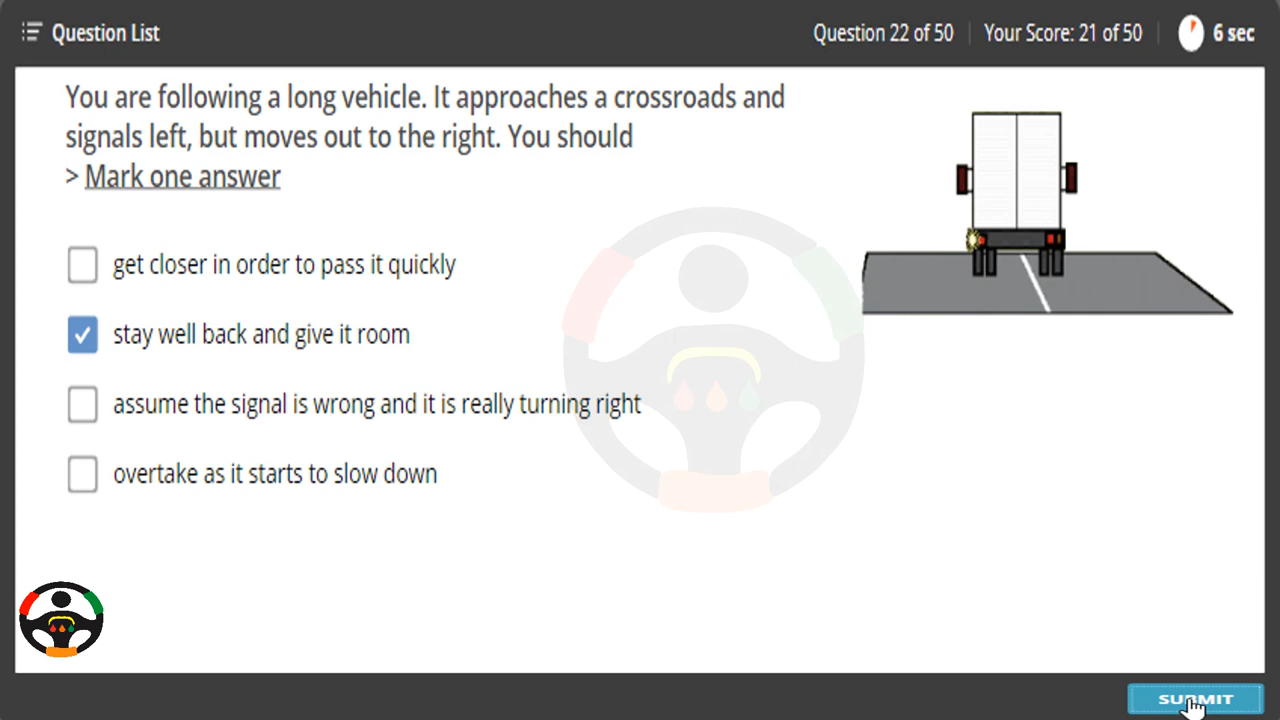 Question List
Question 22 of 50
Your Score: 21 of 50
6 sec
You are following a long vehicle. It approaches a crossroads and
signals left, but moves out to the right. You should
> Mark one answer
get closer in order to pass it quickly
stay well back and give it room
assume the signal is wrong and it is really turning right
overtake as it starts to slow down
SUBMIT